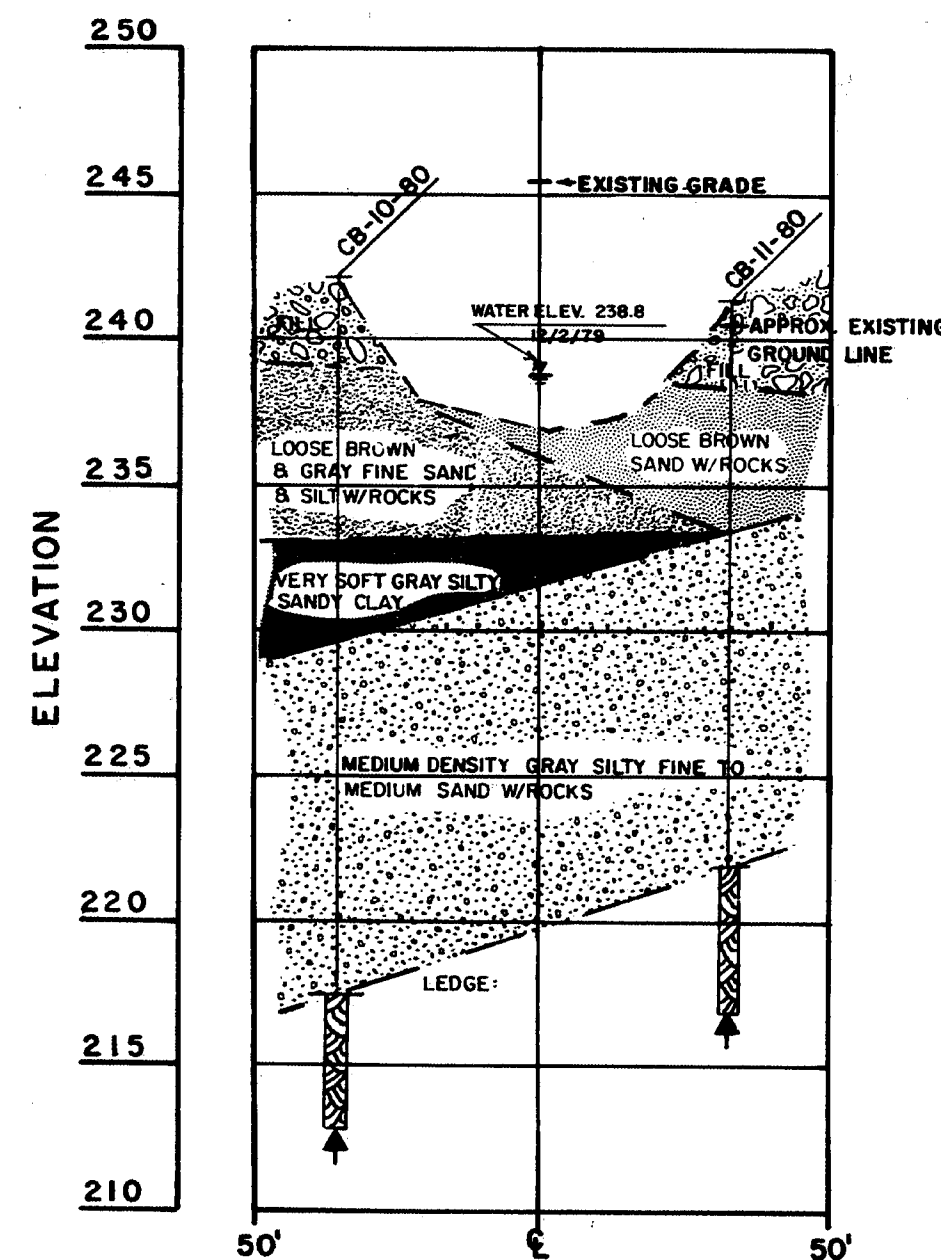 250
245
240
235
230
225
220
215
210
ELEVATION
EXISTING GRADE
CB-10-80
CB-11-80
WATER ELEV. 238.8
12/2/79
APPROX. EXISTING
GROUND LINE
FILL
FILL
LOOSE BROWN
& GRAY FINE SAND
& SILT W/ROCKS
LOOSE BROWN
SAND W/ROCKS
VERY SOFT GRAY SILTY
SANDY CLAY
MEDIUM DENSITY GRAY SILTY FINE TO
MEDIUM SAND W/ROCKS
LEDGE:
50'
℄
50'